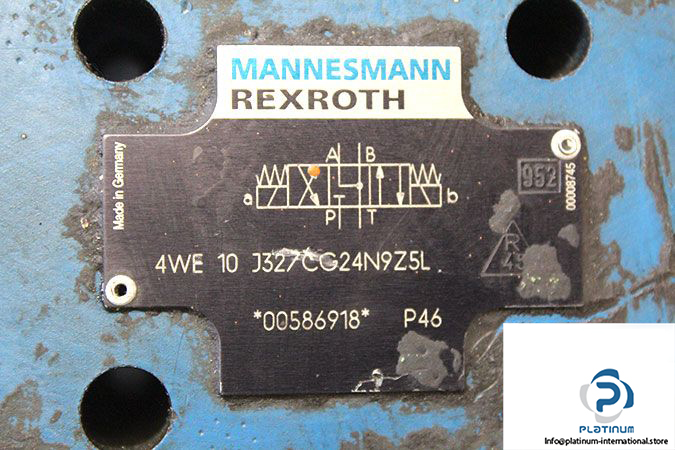 MANNESMANN
REXROTH
Made in Germany
A B
a b
P T
952
00008745
4WE 10 J32/CG24N9Z5L
R
*00586918* P46
PLATINUM
Info@platinum-international.store